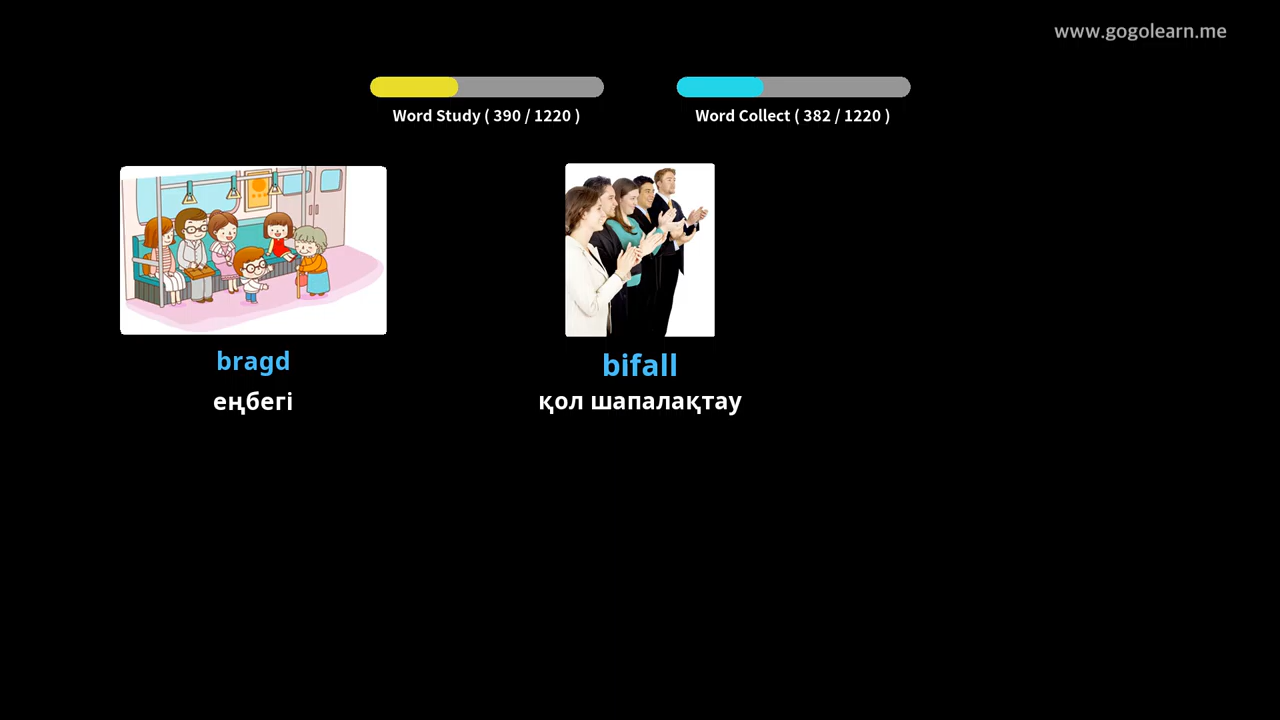 www.gogolearn.me
Word Study ( 390 / 1220 )
Word Collect ( 382 / 1220 )
bragd
еңбегі
bifall
қол шапалақтау